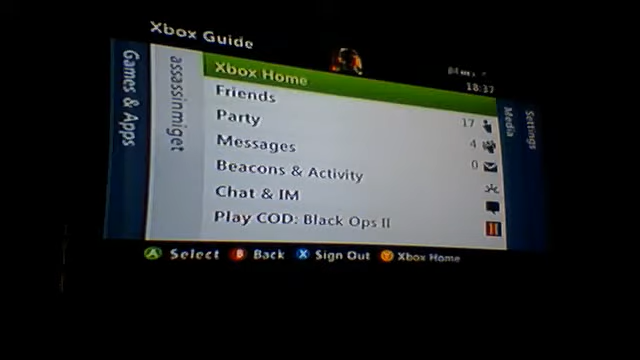 Xbox Guide
18:37
Games & Apps
assassinmiget
Xbox Home
Friends 17
Party 4
Messages 0
Beacons & Activity
Chat & IM
Play COD: Black Ops II
Media
Settings
A Select B Back X Sign Out Y Xbox Home